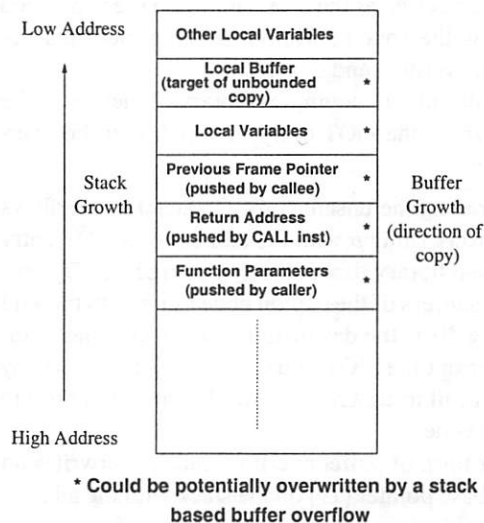 Low Address
Other Local Variables
Local Buffer
(target of unbounded
copy)
*
Local Variables
*
Stack
Growth
Previous Frame Pointer
(pushed by callee)
*
Return Address
(pushed by CALL inst)
*
Function Parameters
(pushed by caller)
*
Buffer
Growth
(direction of
copy)
High Address
* Could be potentially overwritten by a stack
based buffer overflow